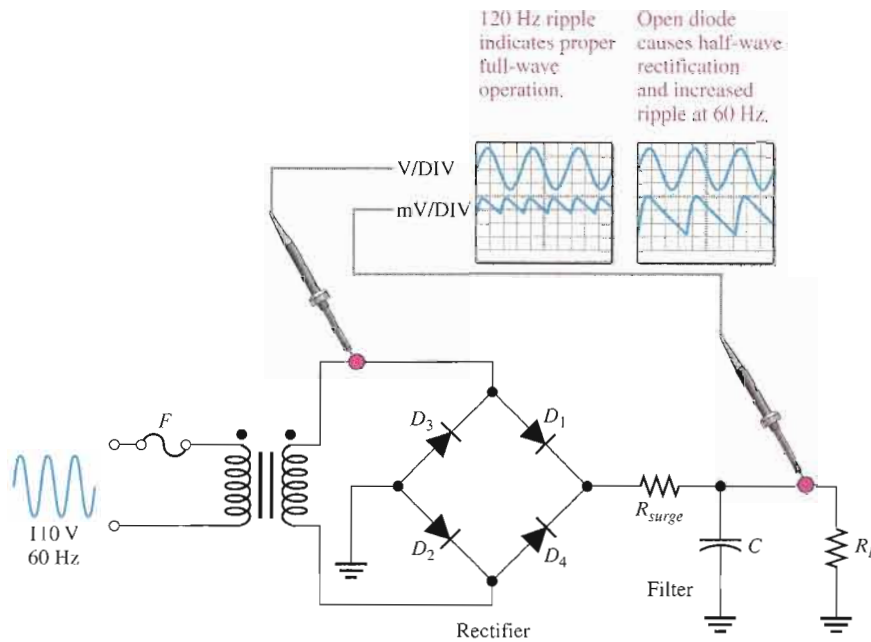 120 Hz ripple
indicates proper
full-wave
operation.
Open diode
causes half-wave
rectification
and increased
ripple at 60 Hz.
V/DIV
mV/DIV
F
D3
D1
110 V
60 Hz
D2
D4
Rsurge
C
RL
Filter
Rectifier